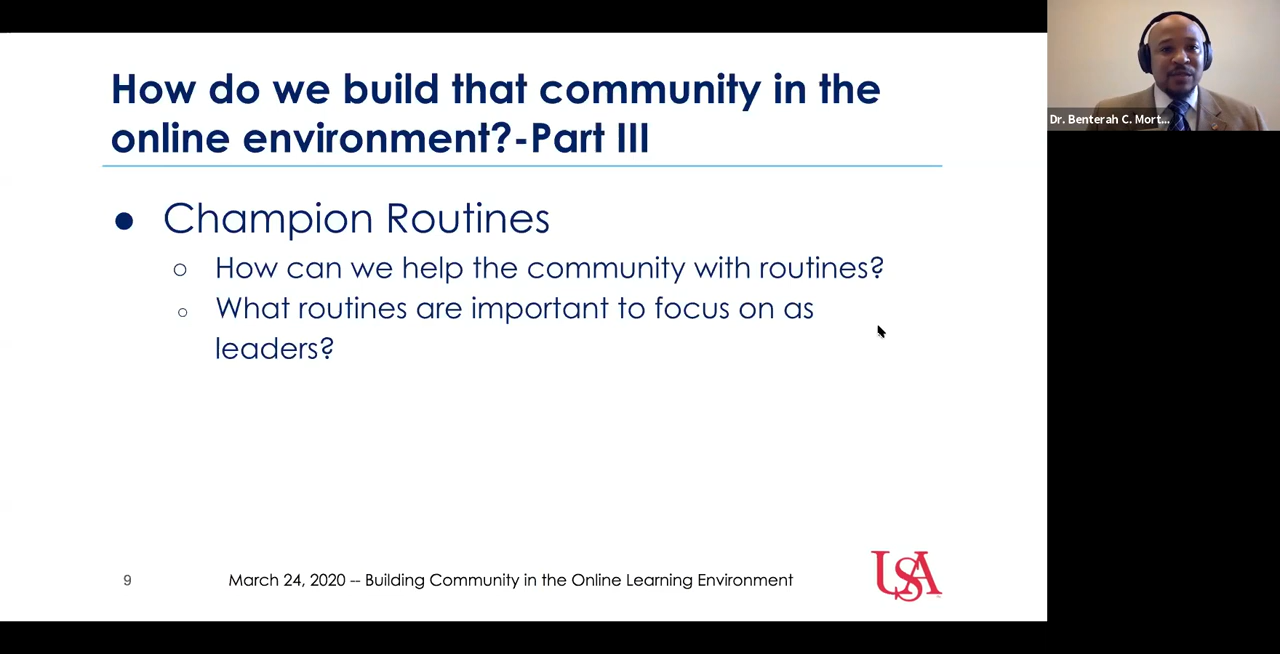 How do we build that community in the
online environment?-Part III
● Champion Routines
○ How can we help the community with routines?
○ What routines are important to focus on as
leaders?
9
March 24, 2020 -- Building Community in the Online Learning Environment
USA
Dr. Benterah C. Mort...